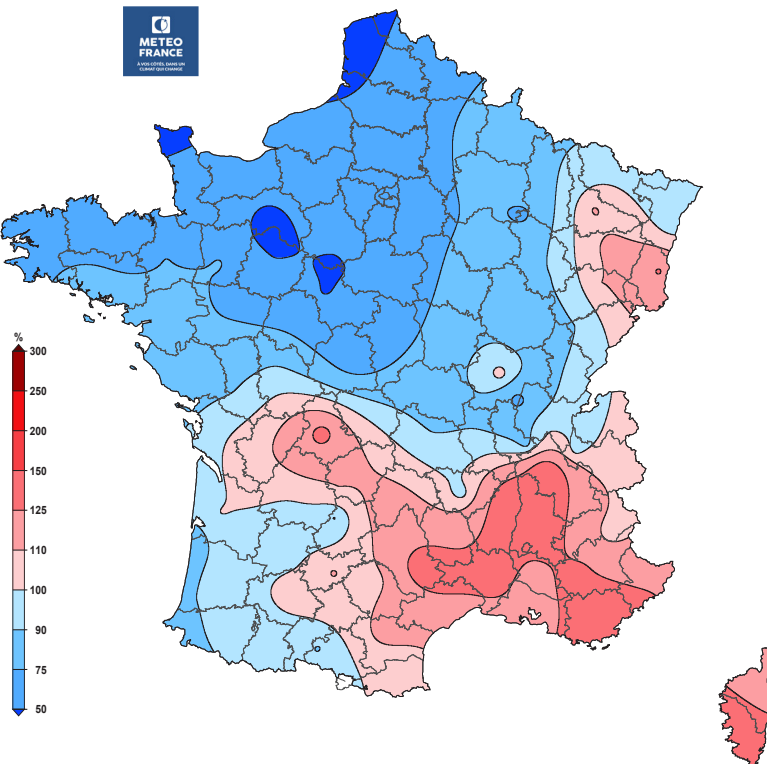 METEO
FRANCE
À VOS CÔTÉS, DANS UN
CLIMAT QUI CHANGE
%
300
250
200
150
125
110
100
90
75
50